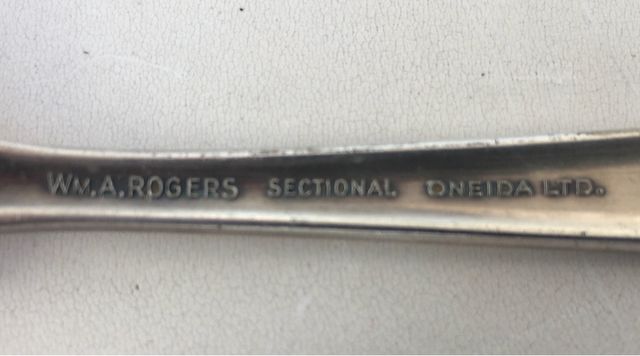 WM.A.ROGERS SECTIONAL ONEIDA LTD.